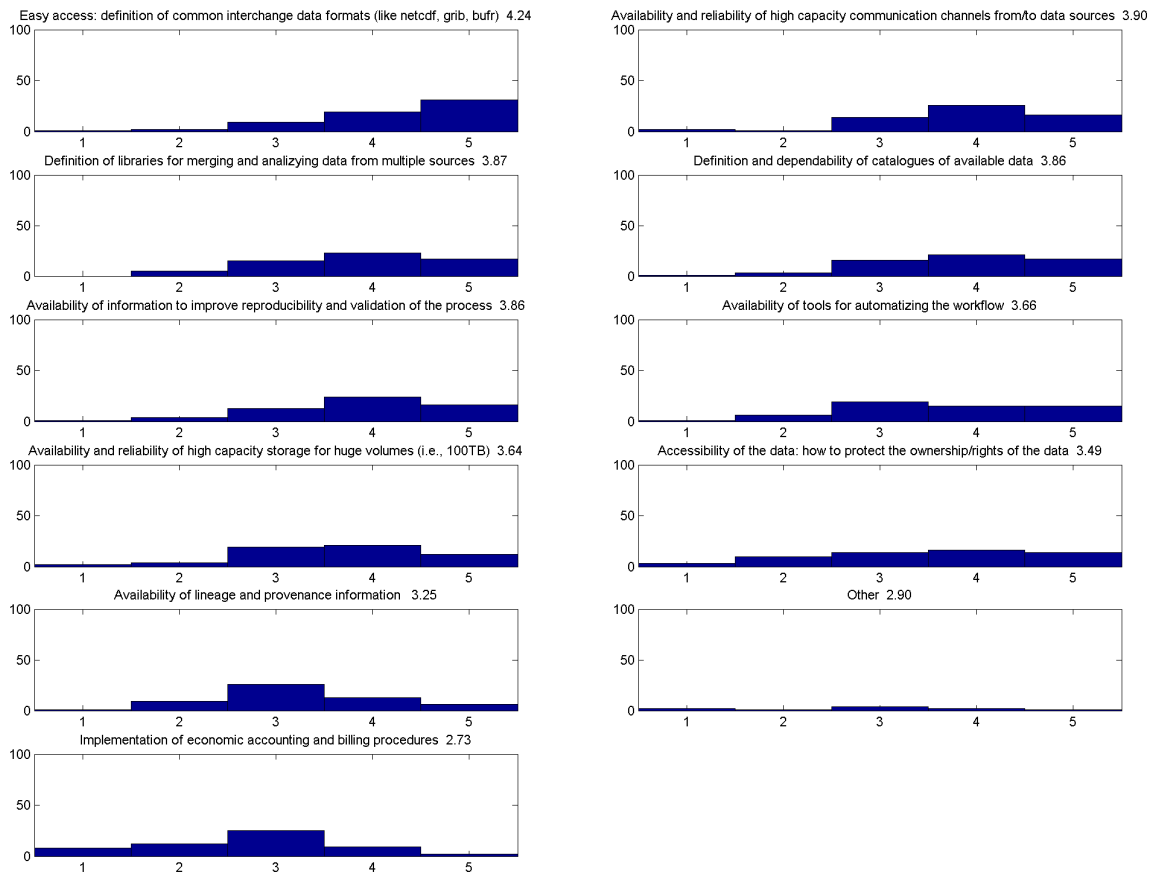 Easy access: definition of common interchange data formats (like netcdf, grib, bufr)  4.24
100
50
0
1 2 3 4 5
Availability and reliability of high capacity communication channels from/to data sources  3.90
100
50
0
1 2 3 4 5
Definition of libraries for merging and analizying data from multiple sources  3.87
100
50
0
1 2 3 4 5
Definition and dependability of catalogues of available data  3.86
100
50
0
1 2 3 4 5
Availability of information to improve reproducibility and validation of the process  3.86
100
50
0
1 2 3 4 5
Availability of tools for automatizing the workflow  3.66
100
50
0
1 2 3 4 5
Availability and reliability of high capacity storage for huge volumes (i.e., 100TB)  3.64
100
50
0
1 2 3 4 5
Accessibility of the data: how to protect the ownership/rights of the data  3.49
100
50
0
1 2 3 4 5
Availability of lineage and provenance information  3.25
100
50
0
1 2 3 4 5
Other  2.90
100
50
0
1 2 3 4 5
Implementation of economic accounting and billing procedures  2.73
100
50
0
1 2 3 4 5